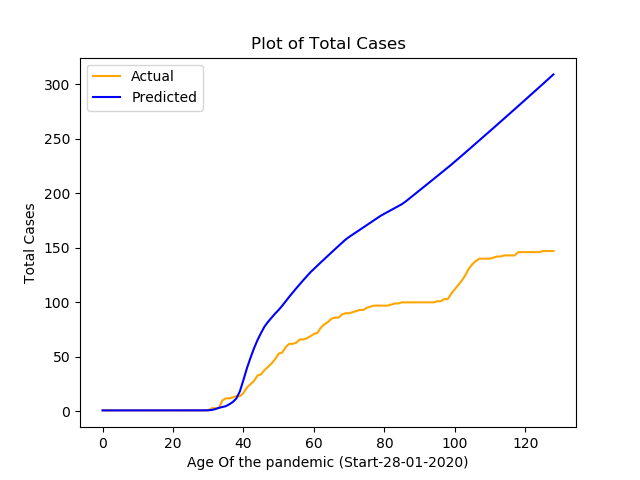 Plot of Total Cases
Actual
Predicted
300
250
200
150
100
50
0
Total Cases
0 20 40 60 80 100 120
Age Of the pandemic (Start-28-01-2020)